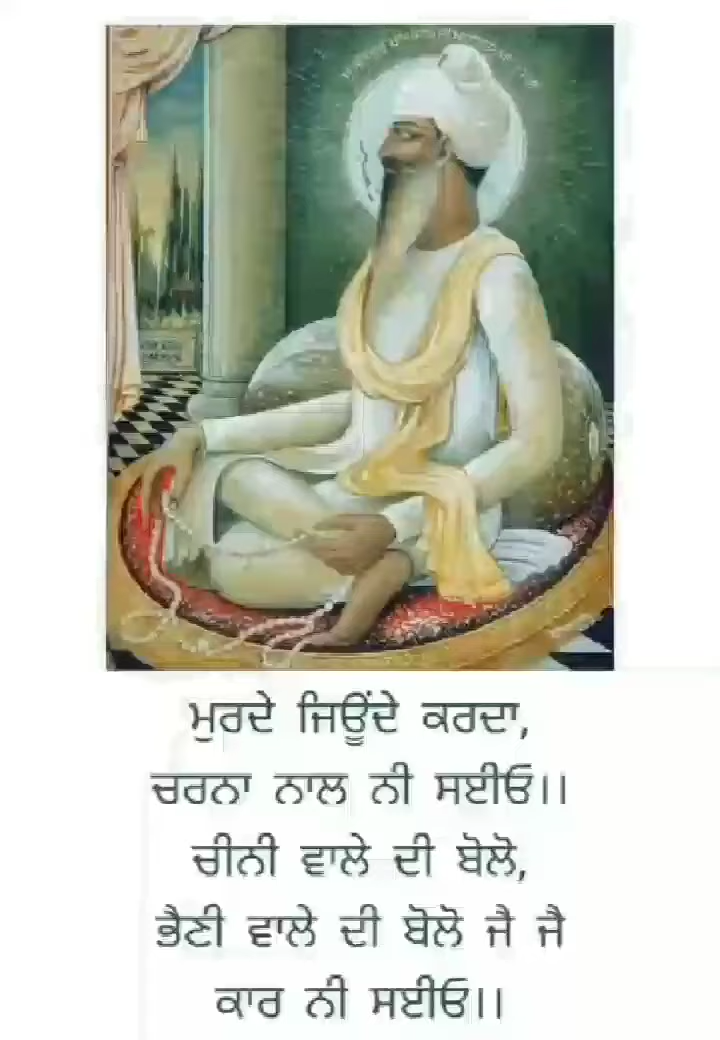 ਮੁਰਦੇ ਜਿਊਂਦੇ ਕਰਦਾ,
ਚਰਨਾ ਨਾਲ ਨੀ ਸਈਓ।।
ਚੀਨੀ ਵਾਲੇ ਦੀ ਬੋਲੋ,
ਭੈਣੀ ਵਾਲੇ ਦੀ ਬੋਲੋ ਜੈ ਜੈ
ਕਾਰ ਨੀ ਸਈਓ।।